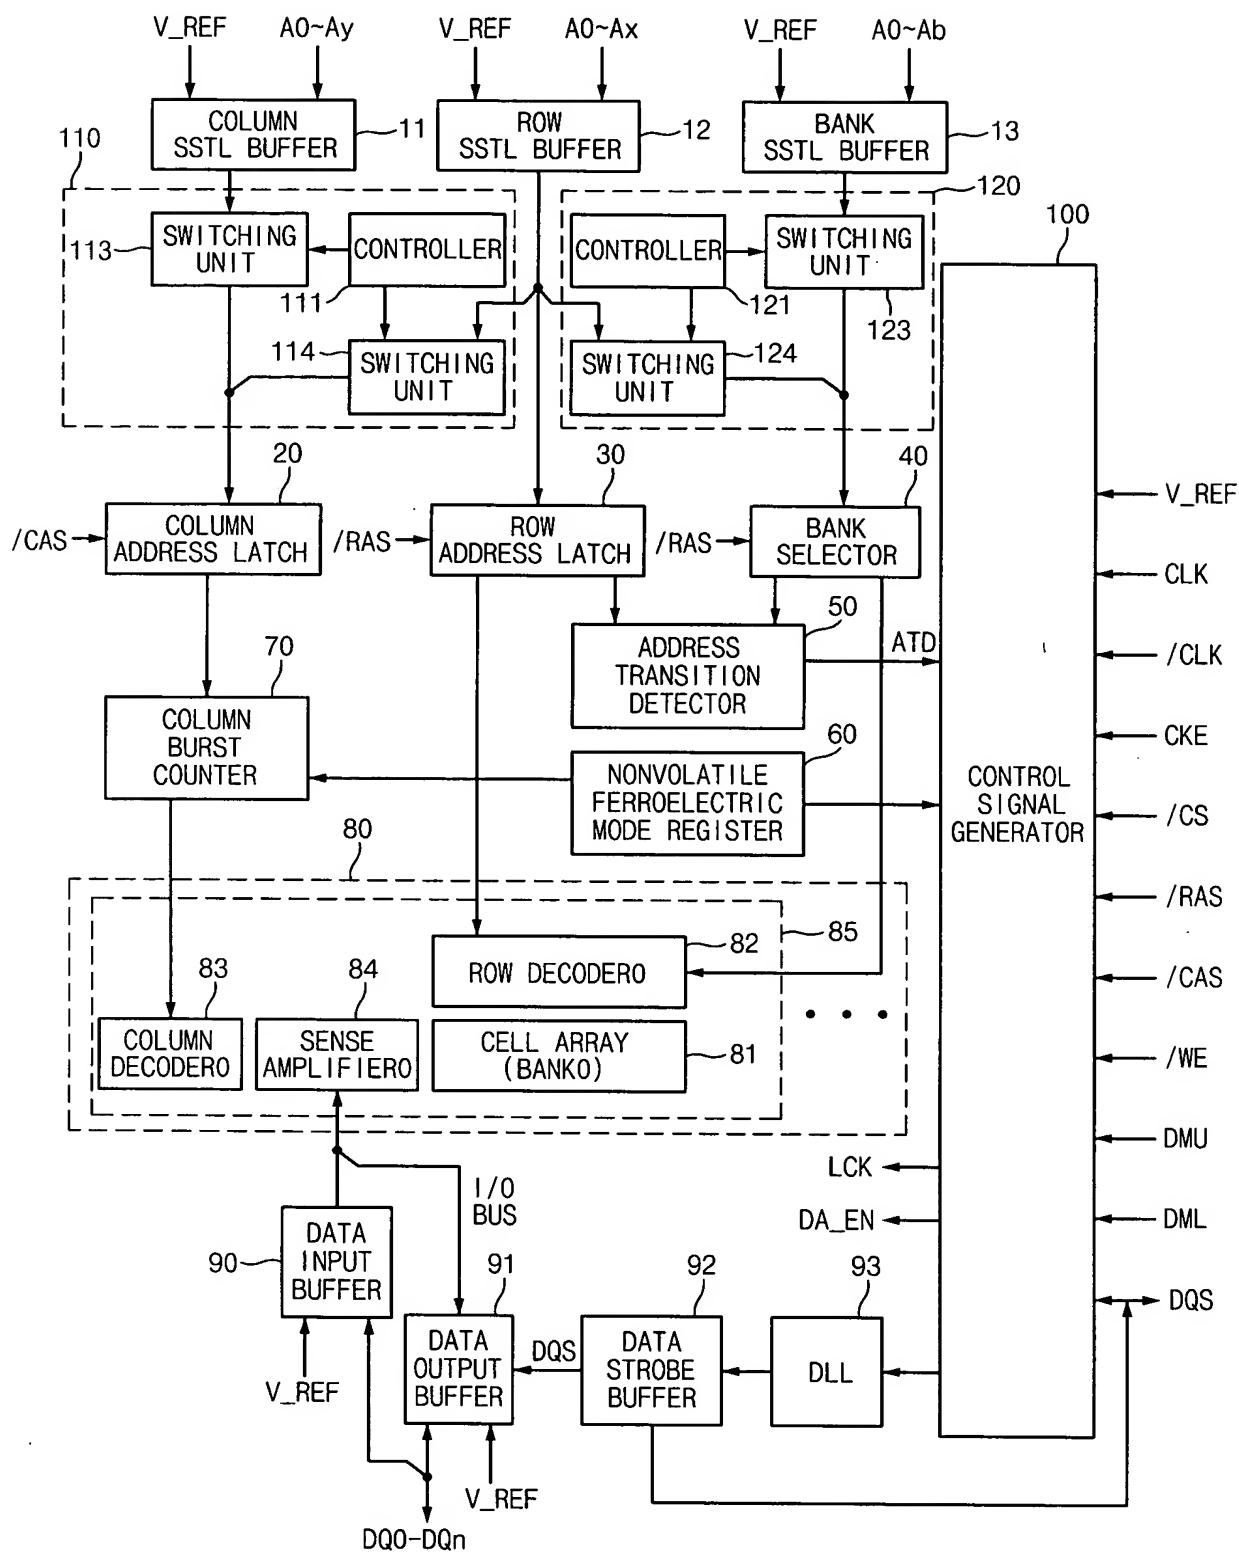 V_REF A0~Ay V_REF A0~Ax V_REF A0~Ab
COLUMN
SSTL BUFFER
11
ROW
SSTL BUFFER
12
BANK
SSTL BUFFER
13
110
120
113
SWITCHING
UNIT
CONTROLLER
111
CONTROLLER
121
SWITCHING
UNIT
123
100
114
SWITCHING
UNIT
SWITCHING
UNIT
124
20
30
40
/CAS
COLUMN
ADDRESS LATCH
/RAS
ROW
ADDRESS LATCH
/RAS
BANK
SELECTOR
50
ADDRESS
TRANSITION
DETECTOR
ATD
70
COLUMN
BURST
COUNTER
60
NONVOLATILE
FERROELECTRIC
MODE REGISTER
CONTROL
SIGNAL
GENERATOR
V_REF
CLK
/CLK
CKE
/CS
/RAS
/CAS
/WE
DMU
DML
DQS
80
85
82
ROW DECODER0
83
COLUMN
DECODER0
84
SENSE
AMPLIFIER0
CELL ARRAY
(BANK0)
81
LCK
DA_EN
I/O
BUS
90
DATA
INPUT
BUFFER
V_REF
91
DATA
OUTPUT
BUFFER
V_REF
DQS
92
DATA
STROBE
BUFFER
93
DLL
DQ0-DQn